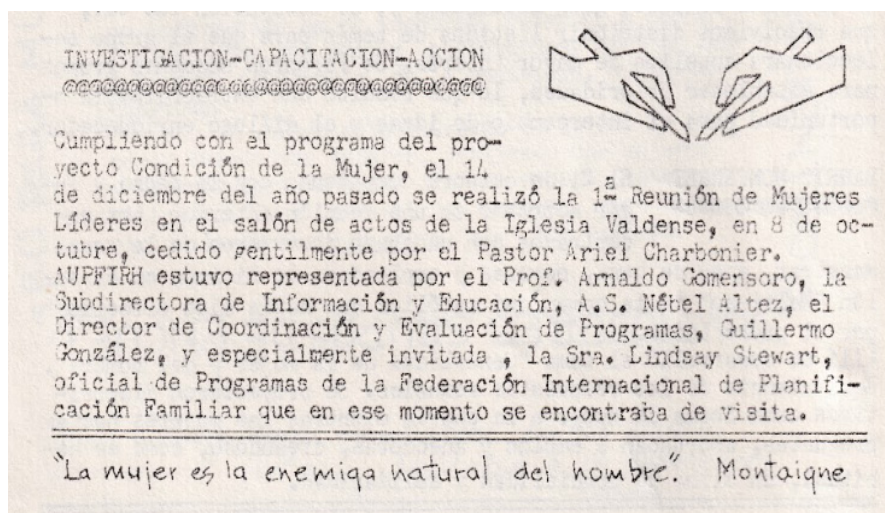 INVESTIGACION-CAPACITACION-ACCION
@@@@@@@@@@@@@@@@@@@@@@@@@@@@@@@@@
Cumpliendo con el programa del pro-
yecto Condición de la Mujer, el 14
de diciembre del año pasado se realizó la 1ª Reunión de Mujeres
Líderes en el salón de actos de la Iglesia Valdense, en 8 de oc-
tubre, cedido gentilmente por el Pastor Ariel Charbonier.
AUPFIRH estuvo representada por el Prof. Arnaldo Gomensoro, la
Subdirectora de Información y Educación, A.S. Nébel Altez, el
Director de Coordinación y Evaluación de Programas, Guillermo
González, y especialmente invitada , la Sra. Lindsay Stewart,
oficial de Programas de la Federación Internacional de Planifi-
cación Familiar que en ese momento se encontraba de visita.
"La mujer es la enemiga natural del hombre". Montaigne